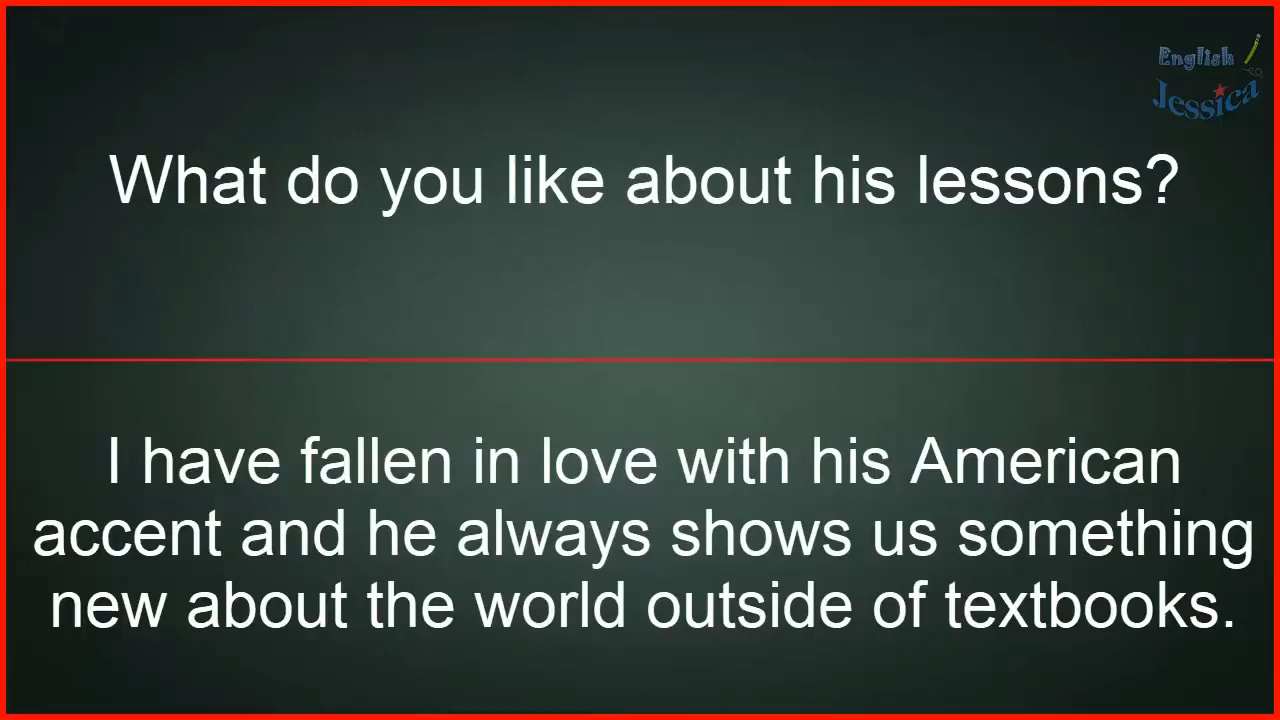 English
Jessica
What do you like about his lessons?
I have fallen in love with his American
accent and he always shows us something
new about the world outside of textbooks.